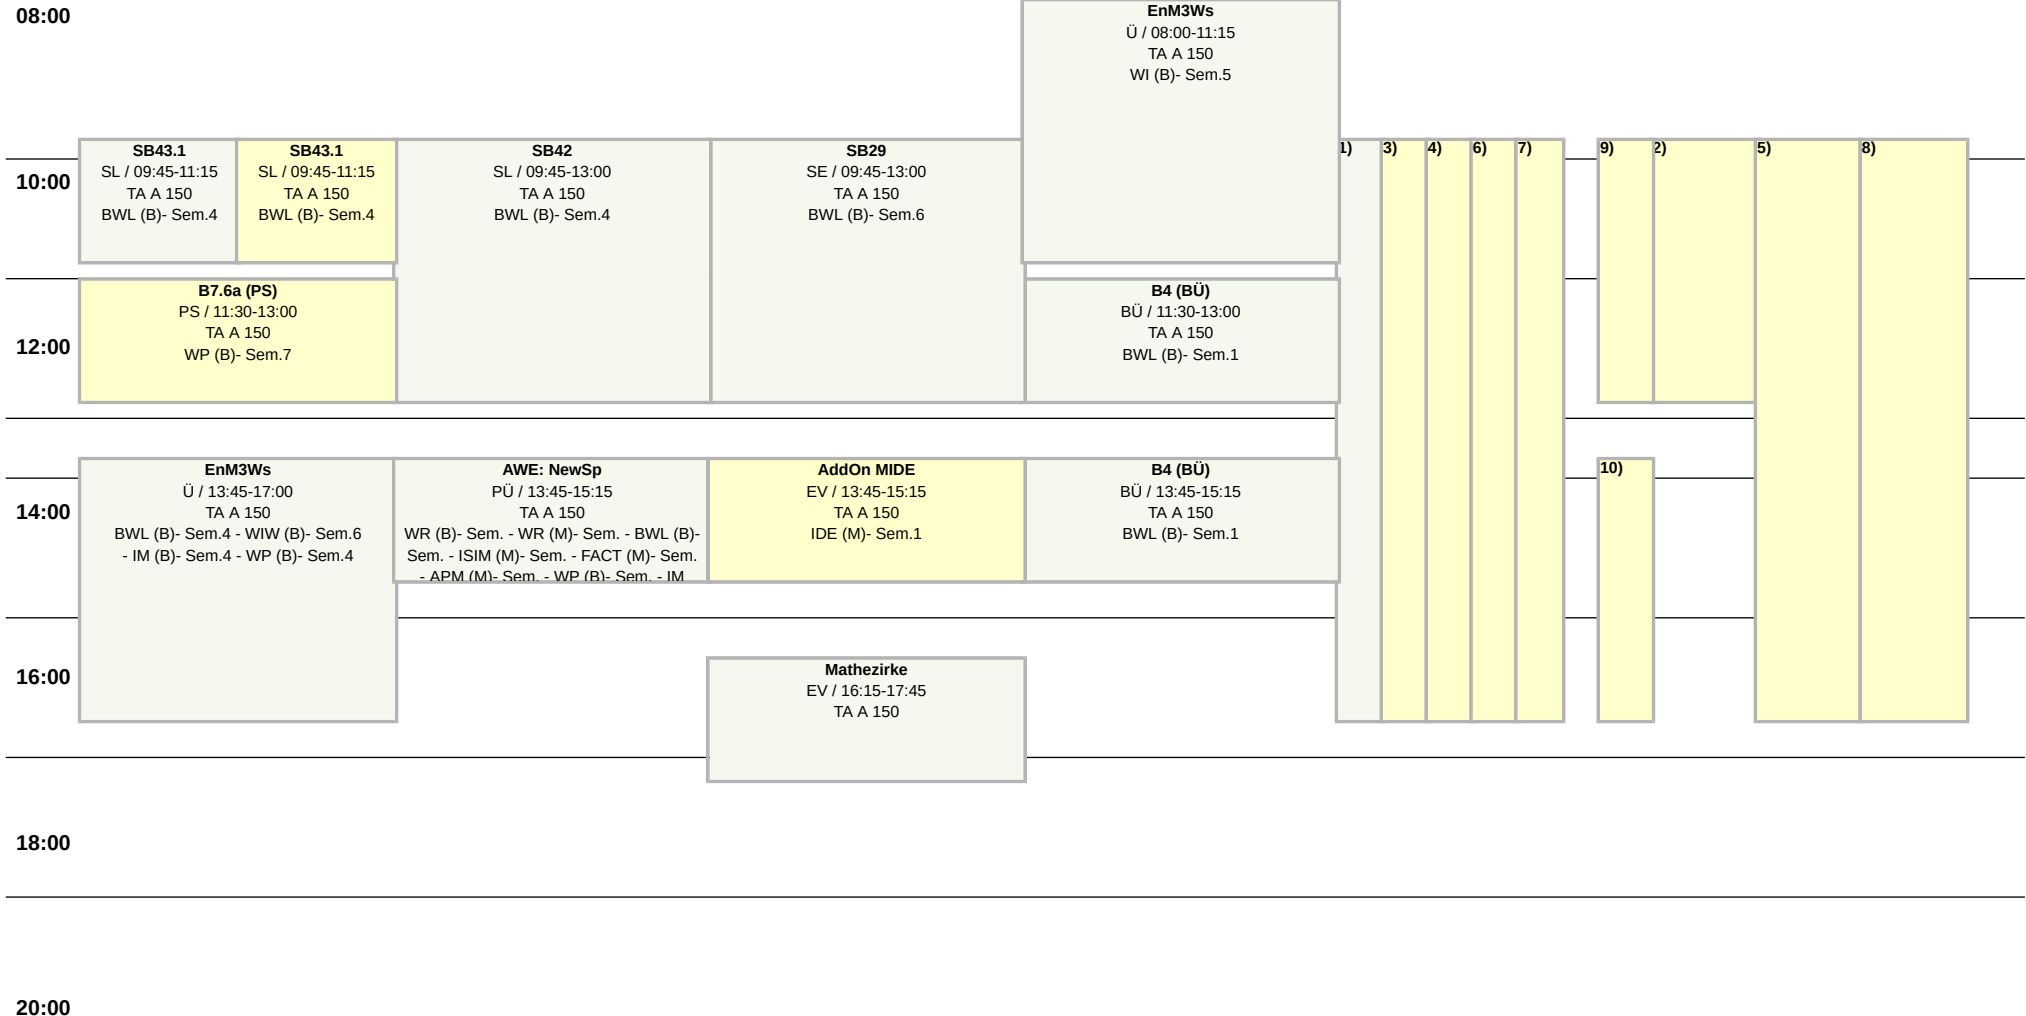 08:00
EnM3Ws
Ü / 08:00-11:15
TA A 150
WI (B)- Sem.5
10:00
SB43.1
SL / 09:45-11:15
TA A 150
BWL (B)- Sem.4
SB43.1
SL / 09:45-11:15
TA A 150
BWL (B)- Sem.4
SB42
SL / 09:45-13:00
TA A 150
BWL (B)- Sem.4
SB29
SE / 09:45-13:00
TA A 150
BWL (B)- Sem.6
1)
3)
4)
6)
7)
9)
2)
5)
8)
12:00
B7.6a (PS)
PS / 11:30-13:00
TA A 150
WP (B)- Sem.7
B4 (BÜ)
BÜ / 11:30-13:00
TA A 150
BWL (B)- Sem.1
14:00
EnM3Ws
Ü / 13:45-17:00
TA A 150
BWL (B)- Sem.4 - WIW (B)- Sem.6
- IM (B)- Sem.4 - WP (B)- Sem.4
AWE: NewSp
PÜ / 13:45-15:15
TA A 150
WR (B)- Sem. - WR (M)- Sem. - BWL (B)-
Sem. - ISIM (M)- Sem. - FACT (M)- Sem.
- APM (M)- Sem. - WP (B)- Sem. - IM
AddOn MIDE
EV / 13:45-15:15
TA A 150
IDE (M)- Sem.1
B4 (BÜ)
BÜ / 13:45-15:15
TA A 150
BWL (B)- Sem.1
10)
16:00
Mathezirke
EV / 16:15-17:45
TA A 150
18:00
20:00